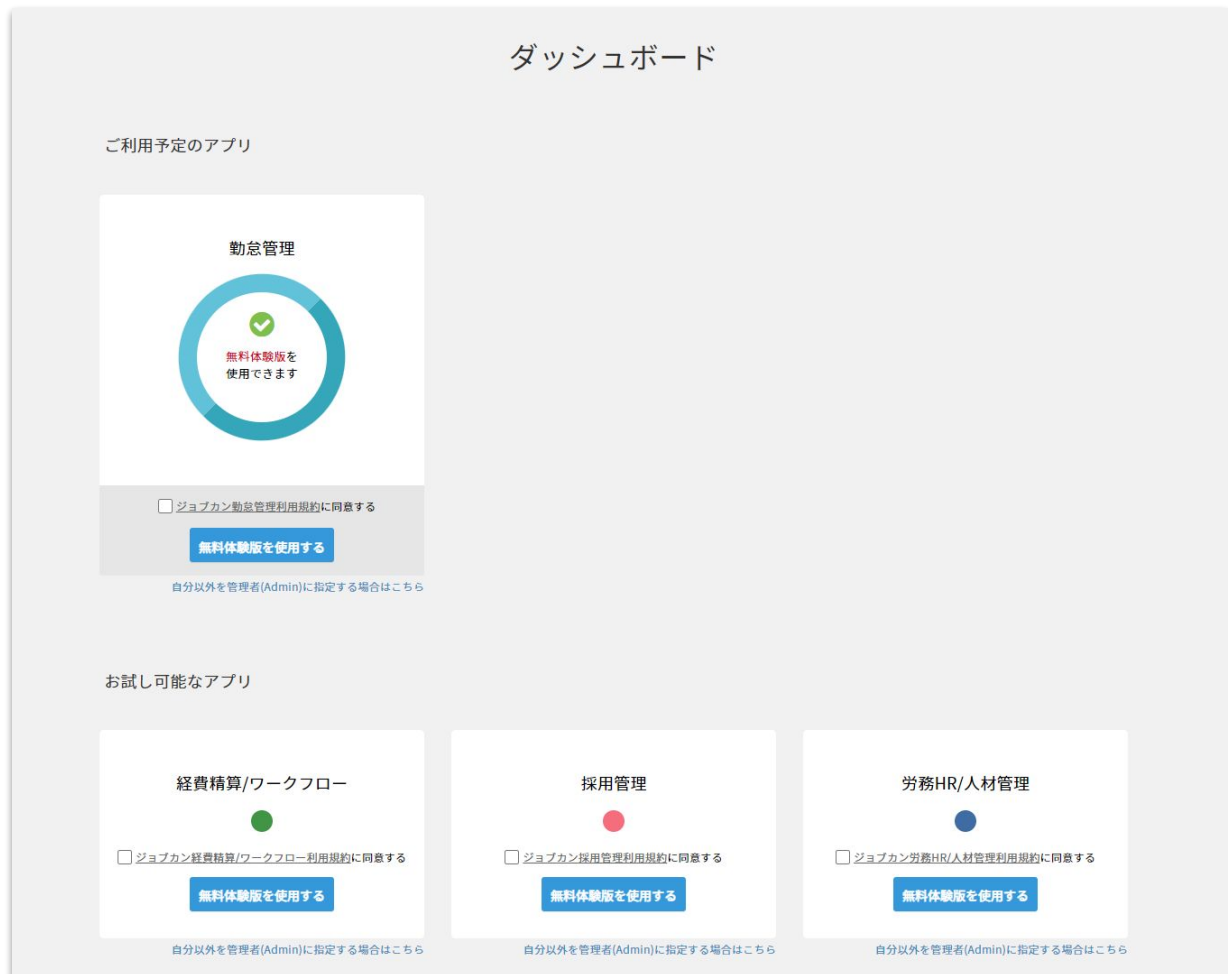 ダッシュボード
ご利用予定のアプリ
勤怠管理
無料体験版を
使用できます
ジョブカン勤怠管理利用規約に同意する
無料体験版を使用する
自分以外を管理者(Admin)に指定する場合はこちら
お試し可能なアプリ
経費精算/ワークフロー
ジョブカン経費精算/ワークフロー利用規約に同意する
無料体験版を使用する
自分以外を管理者(Admin)に指定する場合はこちら
採用管理
ジョブカン採用管理利用規約に同意する
無料体験版を使用する
自分以外を管理者(Admin)に指定する場合はこちら
労務HR/人材管理
ジョブカン労務HR/人材管理利用規約に同意する
無料体験版を使用する
自分以外を管理者(Admin)に指定する場合はこちら